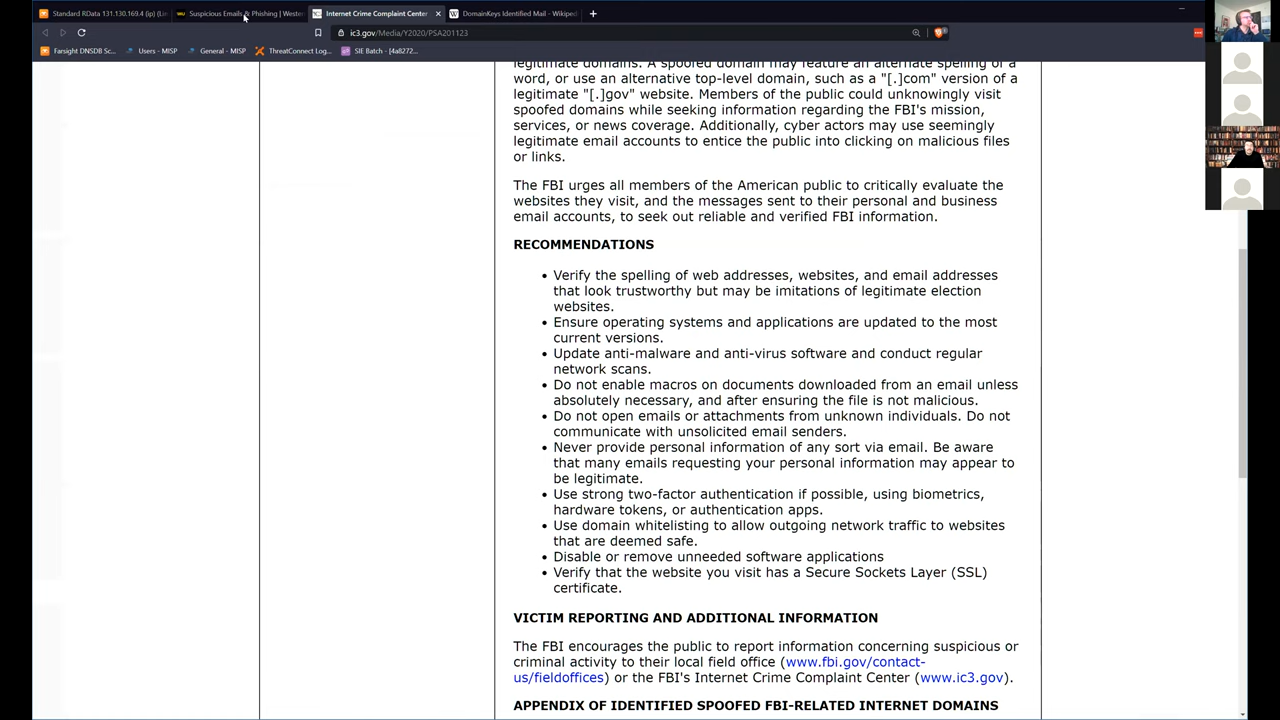 Standard RData 131.130.169.4 (ip) (Li
Suspicious Emails & Phishing | Wester
Internet Crime Complaint Center
DomainKeys Identified Mail - Wikiped
ic3.gov/Media/Y2020/PSA201123
Farsight DNSDB Sc...
Users - MISP
General - MISP
ThreatConnect Log...
SIE Batch - [4a8272...
legitimate domains. A spoofed domain may feature an alternate spelling of a
word, or use an alternative top-level domain, such as a "[.]com" version of a
legitimate "[.]gov" website. Members of the public could unknowingly visit
spoofed domains while seeking information regarding the FBI's mission,
services, or news coverage. Additionally, cyber actors may use seemingly
legitimate email accounts to entice the public into clicking on malicious files
or links.
The FBI urges all members of the American public to critically evaluate the
websites they visit, and the messages sent to their personal and business
email accounts, to seek out reliable and verified FBI information.
RECOMMENDATIONS
• Verify the spelling of web addresses, websites, and email addresses
that look trustworthy but may be imitations of legitimate election
websites.
• Ensure operating systems and applications are updated to the most
current versions.
• Update anti-malware and anti-virus software and conduct regular
network scans.
• Do not enable macros on documents downloaded from an email unless
absolutely necessary, and after ensuring the file is not malicious.
• Do not open emails or attachments from unknown individuals. Do not
communicate with unsolicited email senders.
• Never provide personal information of any sort via email. Be aware
that many emails requesting your personal information may appear to
be legitimate.
• Use strong two-factor authentication if possible, using biometrics,
hardware tokens, or authentication apps.
• Use domain whitelisting to allow outgoing network traffic to websites
that are deemed safe.
• Disable or remove unneeded software applications
• Verify that the website you visit has a Secure Sockets Layer (SSL)
certificate.
VICTIM REPORTING AND ADDITIONAL INFORMATION
The FBI encourages the public to report information concerning suspicious or
criminal activity to their local field office (www.fbi.gov/contact-
us/fieldoffices) or the FBI's Internet Crime Complaint Center (www.ic3.gov).
APPENDIX OF IDENTIFIED SPOOFED FBI-RELATED INTERNET DOMAINS